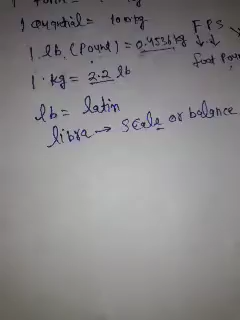 1 quintal = 100 kg
1 lb (Pound) = 0.4536 kg
FPS
1 kg = 2.2 lb
foot Pound
lb = latin
libra → Scale or balance